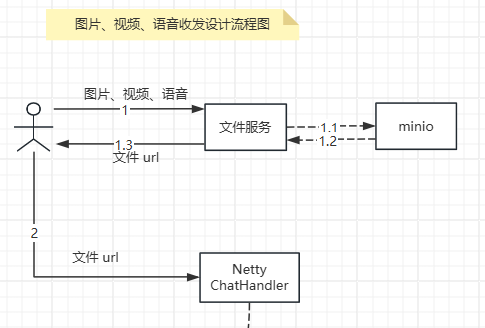 图片、视频、语音收发设计流程图
图片、视频、语音
1
文件服务
1.1
1.2
minio
1.3
文件 url
2
文件 url
Netty
ChatHandler